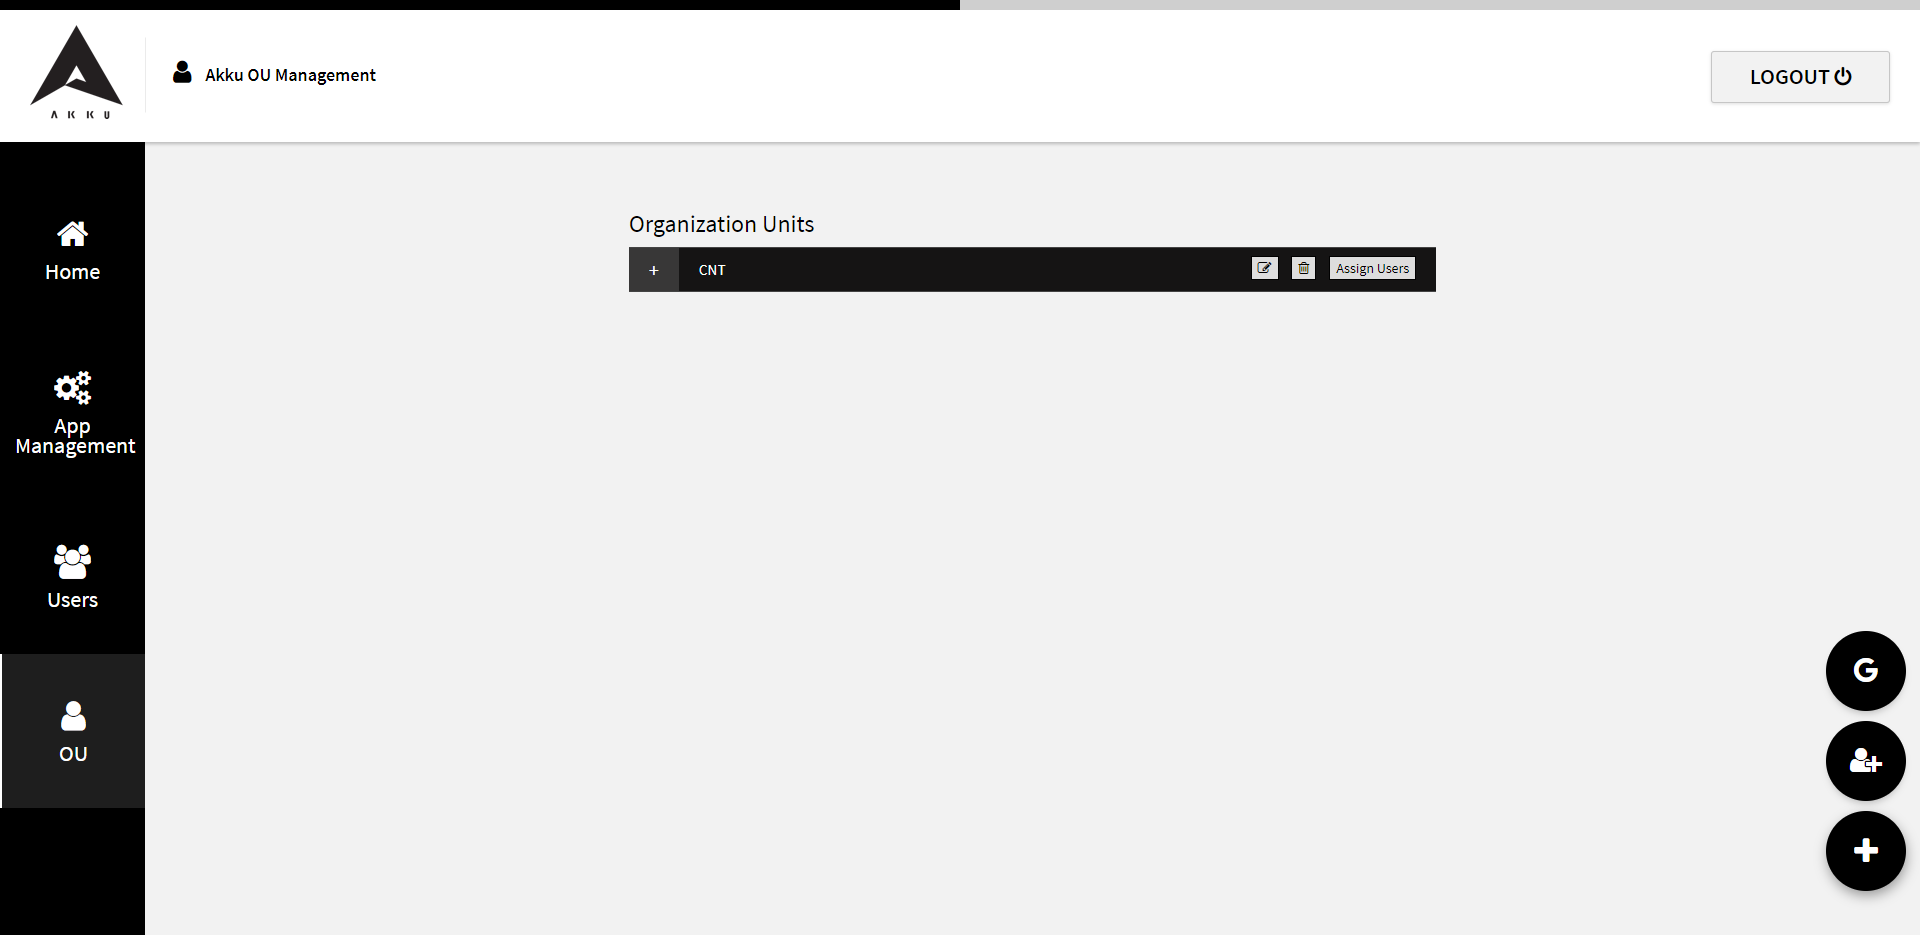 AKKU
Akku OU Management
LOGOUT
Home
App
Management
Users
OU
Organization Units
+ CNT Assign Users
G